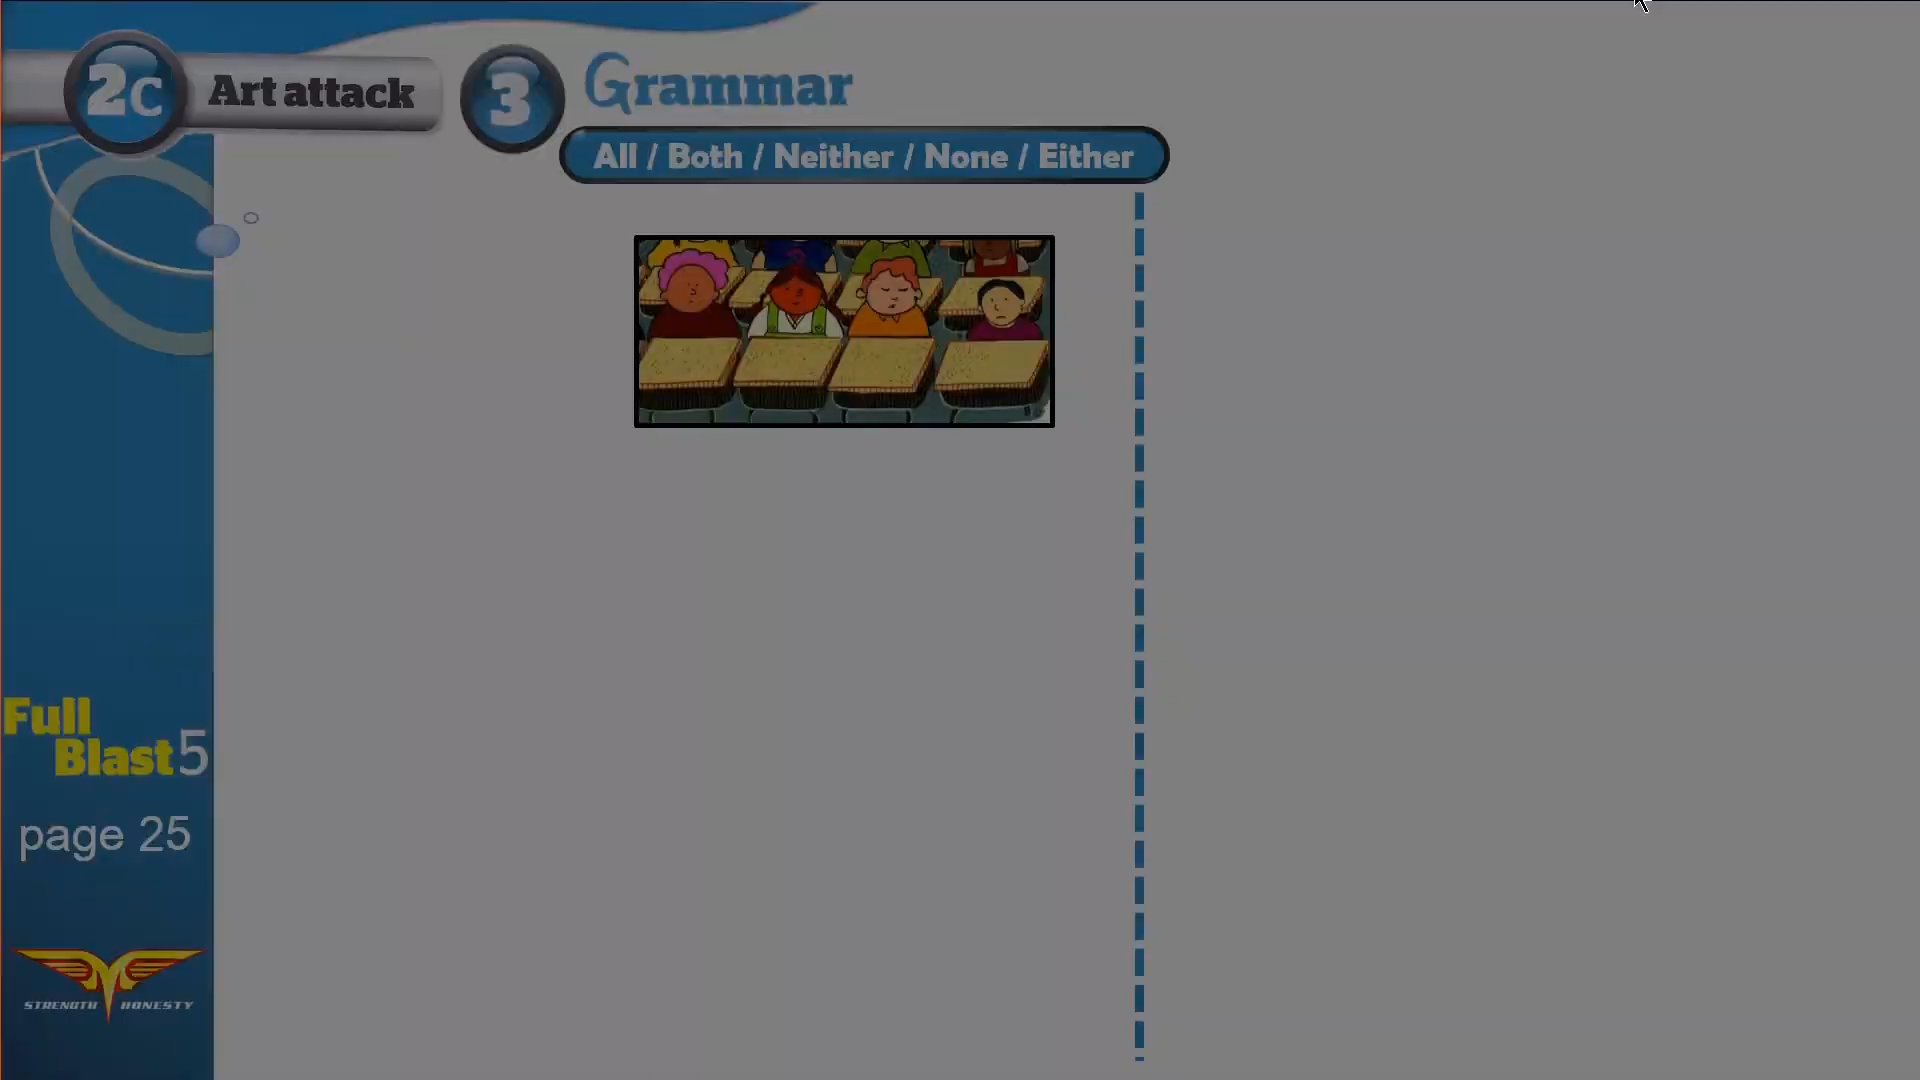 2c Art attack
3 Grammar
All / Both / Neither / None / Either
Full
Blast 5
page 25
STRENGTH HONESTY